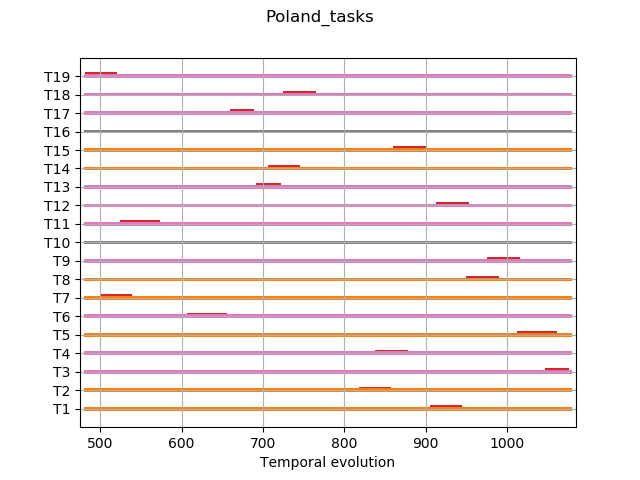 Poland_tasks
T19
T18
T17
T16
T15
T14
T13
T12
T11
T10
T9
T8
T7
T6
T5
T4
T3
T2
T1
500 600 700 800 900 1000
Temporal evolution